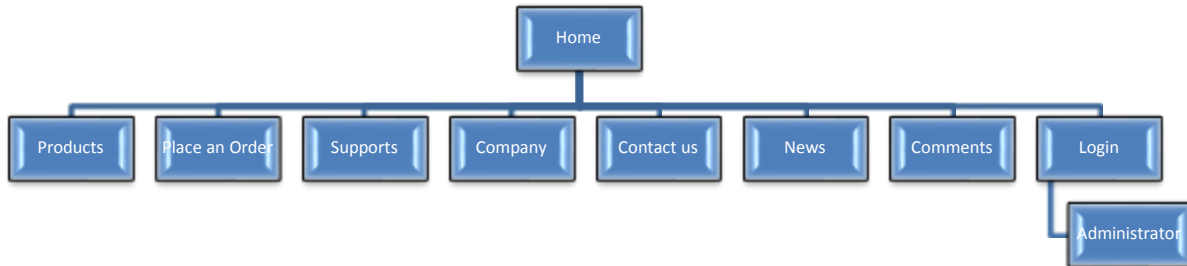 Home
Products
Place an Order
Supports
Company
Contact us
News
Comments
Login
Administrator